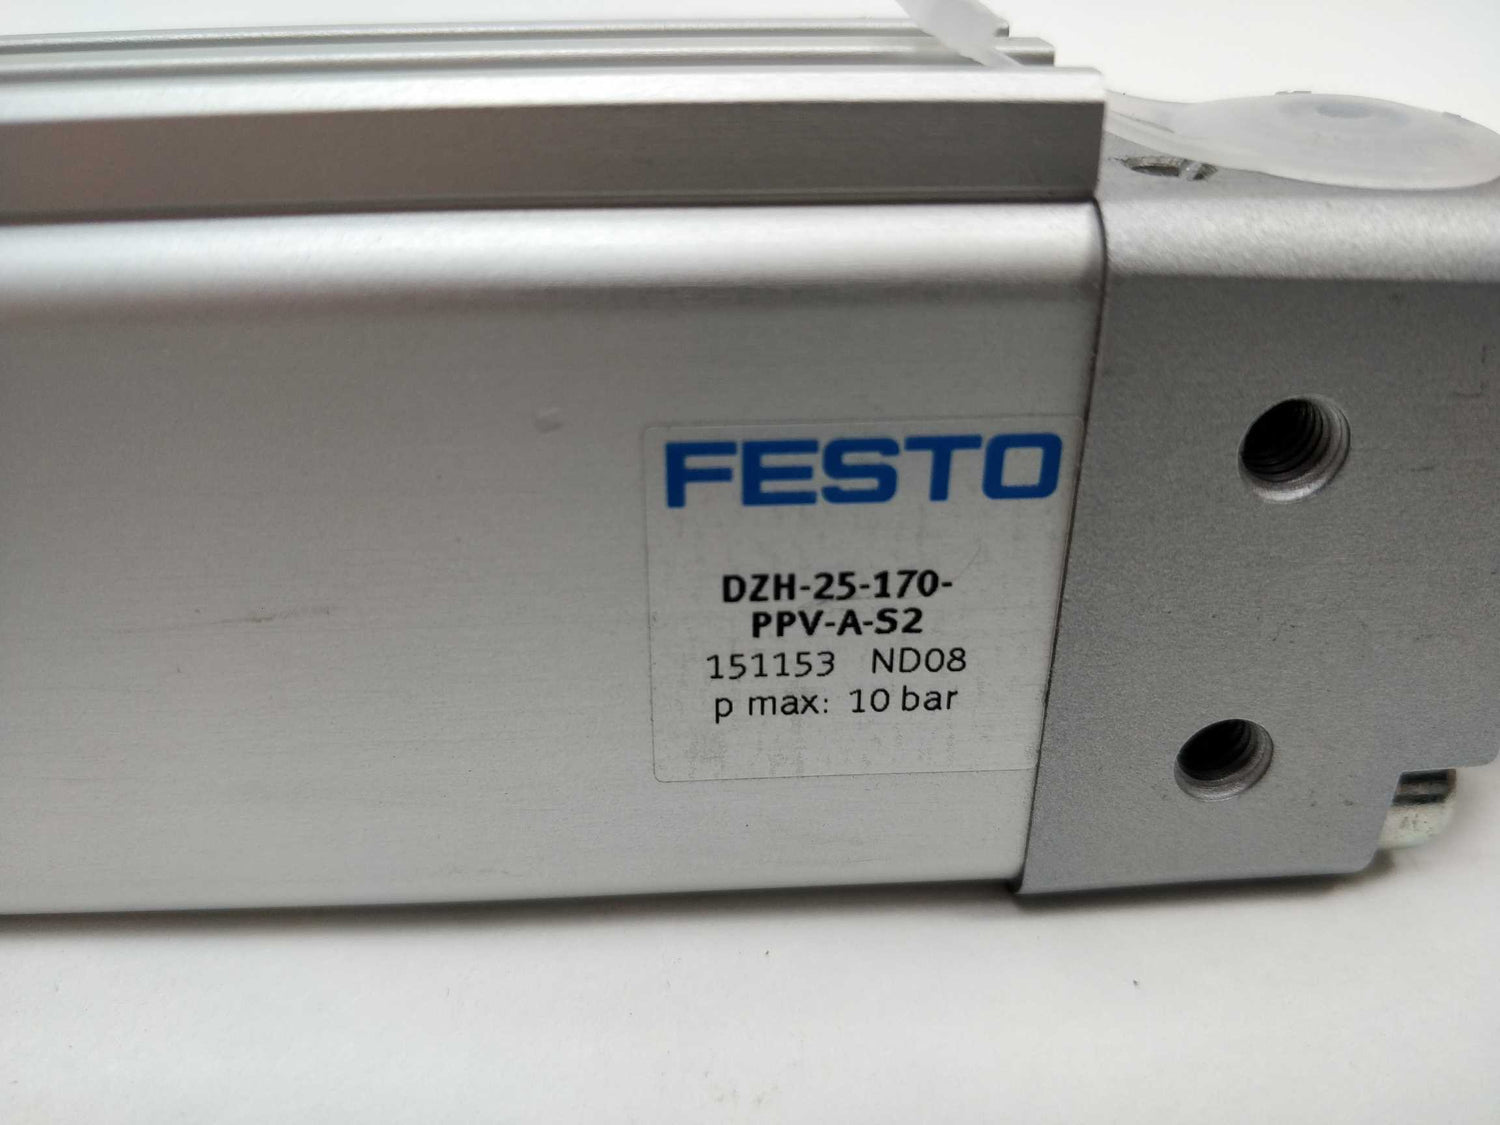 FESTO
DZH-25-170-
PPV-A-S2
151153 ND08
p max: 10 bar